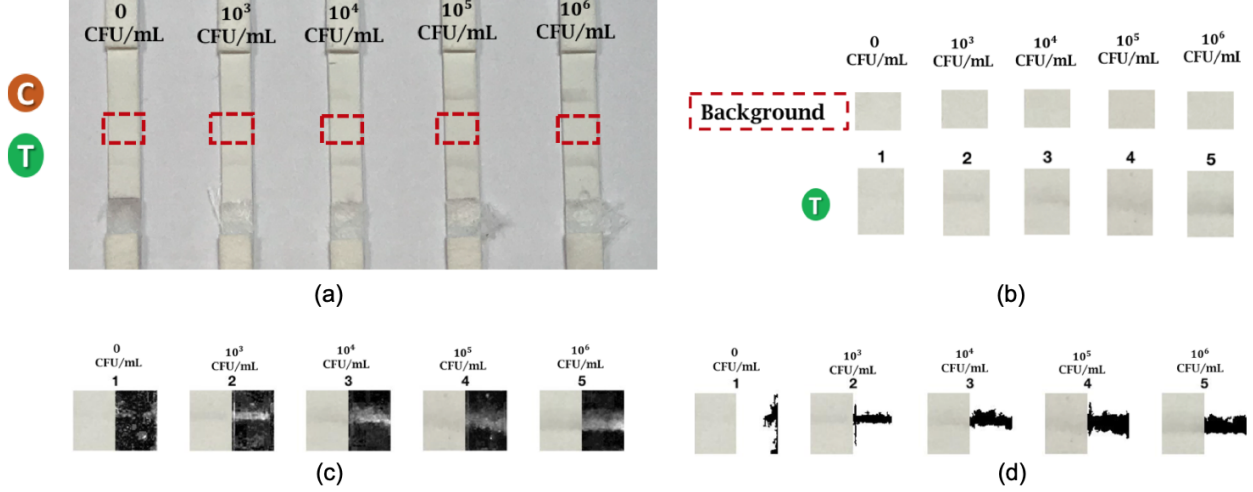 0
CFU/mL
10³
CFU/mL
10⁴
CFU/mL
10⁵
CFU/mL
10⁶
CFU/mL
C
T
(a)
0
CFU/mL
10³
CFU/mL
10⁴
CFU/mL
10⁵
CFU/mL
10⁶
CFU/ml
Background
1
2
3
4
5
T
(b)
0
CFU/mL
1
10³
CFU/mL
2
10⁴
CFU/mL
3
10⁵
CFU/mL
4
10⁶
CFU/mL
5
(c)
0
CFU/mL
1
10³
CFU/mL
2
10⁴
CFU/mL
3
10⁵
CFU/mL
4
10⁶
CFU/mL
5
(d)